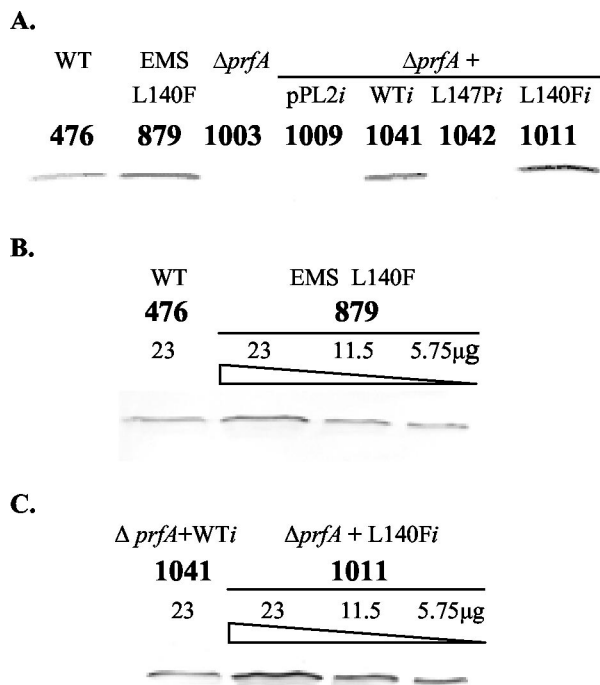 A.
WT EMS ΔprfA ΔprfA +
L140F pPL2i WTi L147Pi L140Fi
476 879 1003 1009 1041 1042 1011
B.
WT EMS L140F
476 879
23 23 11.5 5.75μg
C.
Δ prfA+WTi ΔprfA + L140Fi
1041 1011
23 23 11.5 5.75μg